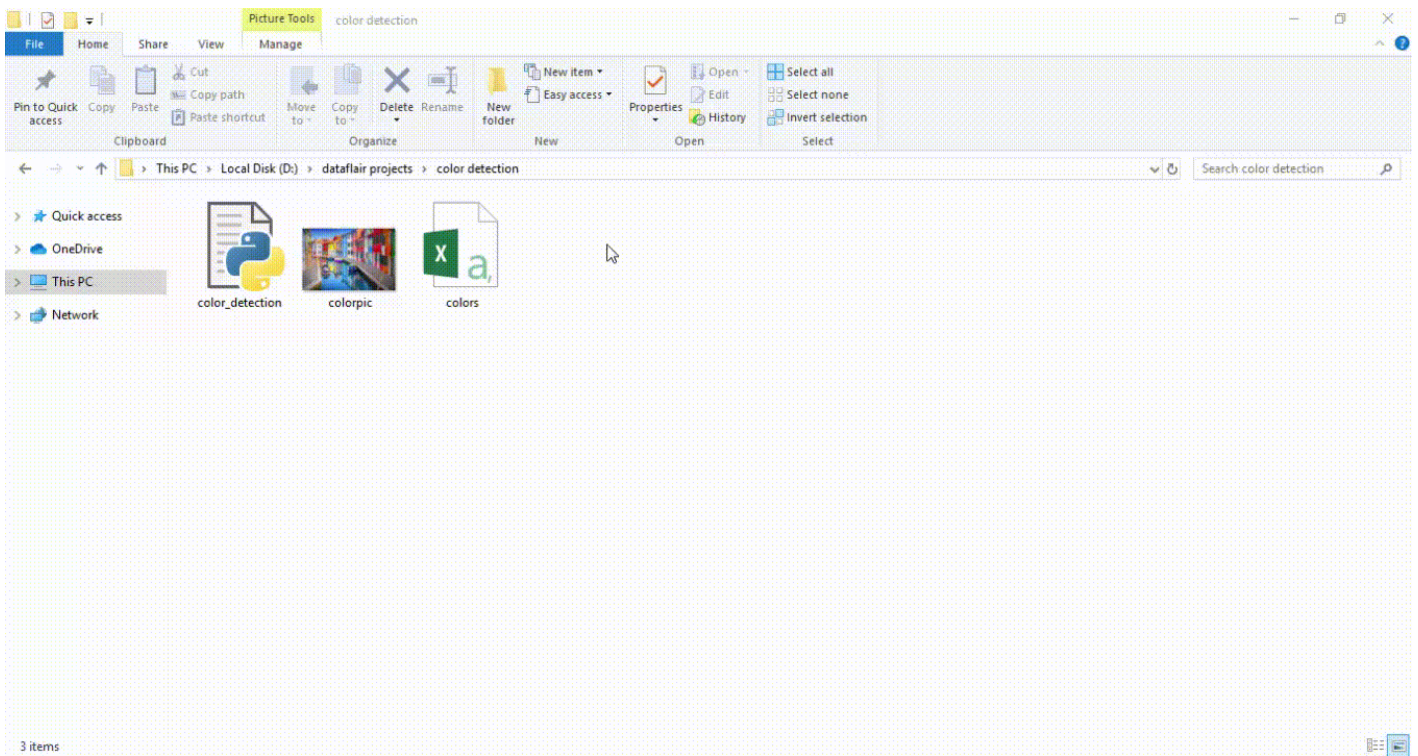 Picture Tools color detection
File Home Share View Manage
Pin to Quick access
Copy
Paste
Cut
Copy path
Paste shortcut
Clipboard
Move to
Copy to
Delete
Rename
Organize
New folder
New item
Easy access
New
Properties
Open
Edit
History
Open
Select all
Select none
Invert selection
Select
This PC > Local Disk (D:) > dataflair projects > color detection
Search color detection
Quick access
OneDrive
This PC
Network
color_detection
colorpic
colors
3 items